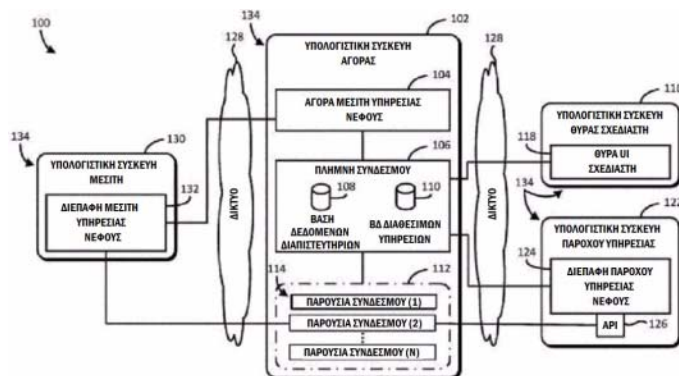 100
128
134
102
128
ΥΠΟΛΟΓΙΣΤΙΚΗ ΣΥΣΚΕΥΗ
ΑΓΟΡΑΣ
104
ΑΓΟΡΑ ΜΕΣΙΤΗ ΥΠΗΡΕΣΙΑΣ
ΝΕΦΟΥΣ
106
ΠΛΗΜΝΗ ΣΥΝΔΕΣΜΟΥ
108
110
ΒΑΣΗ
ΔΕΔΟΜΕΝΩΝ
ΔΙΑΠΙΣΤΕΥΤΗΡΙΩΝ
ΒΔ ΔΙΑΘΕΣΙΜΩΝ
ΥΠΗΡΕΣΙΩΝ
114
112
ΠΑΡΟΥΣΙΑ ΣΥΝΔΕΣΜΟΥ (1)
ΠΑΡΟΥΣΙΑ ΣΥΝΔΕΣΜΟΥ (2)
ΠΑΡΟΥΣΙΑ ΣΥΝΔΕΣΜΟΥ (N)
134
130
ΥΠΟΛΟΓΙΣΤΙΚΗ ΣΥΣΚΕΥΗ
ΜΕΣΙΤΗ
132
ΔΙΕΠΑΦΗ ΜΕΣΙΤΗ
ΥΠΗΡΕΣΙΑΣ
ΝΕΦΟΥΣ
ΔΙΚΤΥΟ
ΔΙΚΤΥΟ
ΥΠΟΛΟΓΙΣΤΙΚΗ ΣΥΣΚΕΥΗ
ΘΥΡΑΣ ΣΧΕΔΙΑΣΤΗ
118
ΘΥΡΑ UI
ΣΧΕΔΙΑΣΤΗ
134
122
ΥΠΟΛΟΓΙΣΤΙΚΗ ΣΥΣΚΕΥΗ
ΠΑΡΟΧΟΥ ΥΠΗΡΕΣΙΑΣ
124
ΔΙΕΠΑΦΗ ΠΑΡΟΧΟΥ
ΥΠΗΡΕΣΙΑΣ
ΝΕΦΟΥΣ
API
126